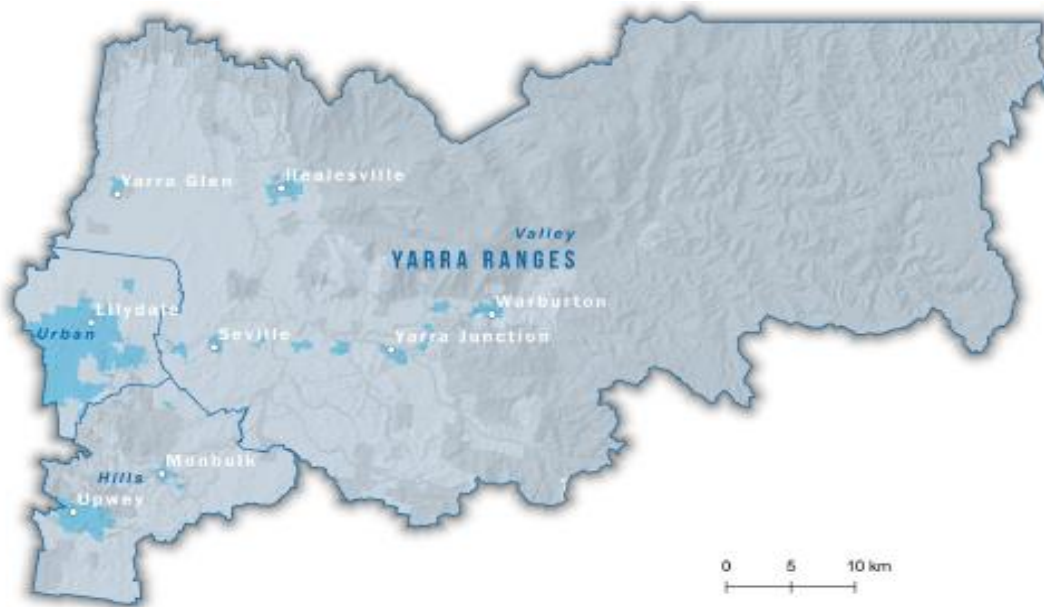 Yarra Glen
Healesville
Valley
YARRA RANGES
Warburton
Lilydale
Urban
Seville
Yarra Junction
Monbulk
Hills
Upwey
0 5 10 km